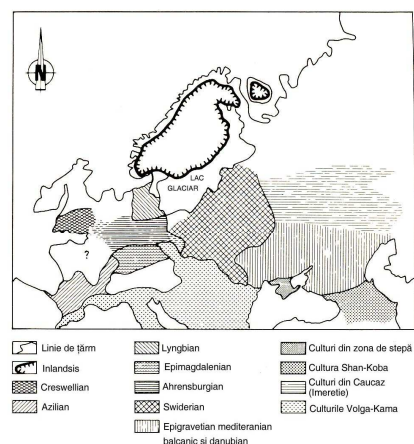 N
LAC
GLACIAR
?
Linie de țărm
Inlandsis
Creswellian
Azilian
Lyngbian
Epimagdalenian
Ahrensburgian
Swiderian
Epigravetian mediteranian
balcanic și danubian
Culturi din zona de stepă
Cultura Shan-Koba
Culturi din Caucaz
(Imeretie)
Culturile Volga-Kama